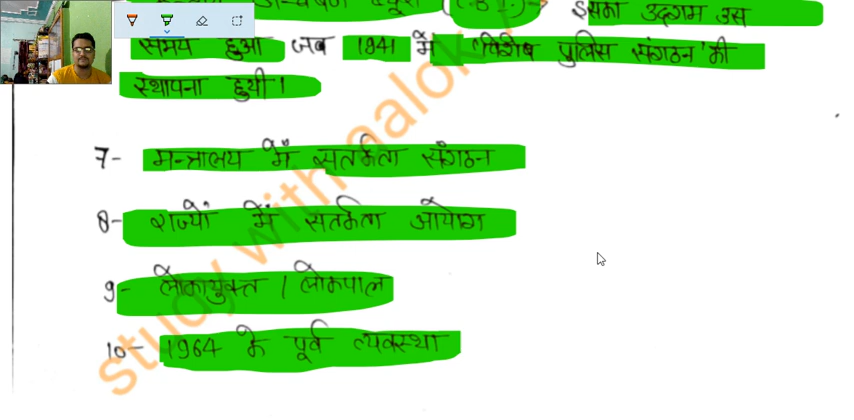 (C.B.I.) इसका उद्गम उस
समय हुआ जब 1941 में "विशेष पुलिस संगठन" की
स्थापना हुयी।
7- मन्त्रालय में सतर्कता संगठन
8- राज्यों में सतर्कता आयोग
9- लोकायुक्त / लोकपाल
10- 1964 के पूर्व व्यवस्था
study with aalok